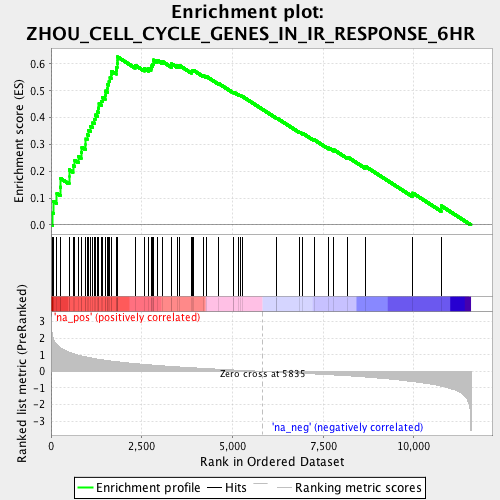 Enrichment plot:
ZHOU_CELL_CYCLE_GENES_IN_IR_RESPONSE_6HR
Enrichment score (ES)
0.6
0.5
0.4
0.3
0.2
0.1
0.0
'na_pos' (positively correlated)
Ranked list metric (PreRanked)
3
2
1
0
-1
-2
-3
Zero cross at 5835
'na_neg' (negatively correlated)
0 2,500 5,000 7,500 10,000
Rank in Ordered Dataset
Enrichment profile Hits Ranking metric scores